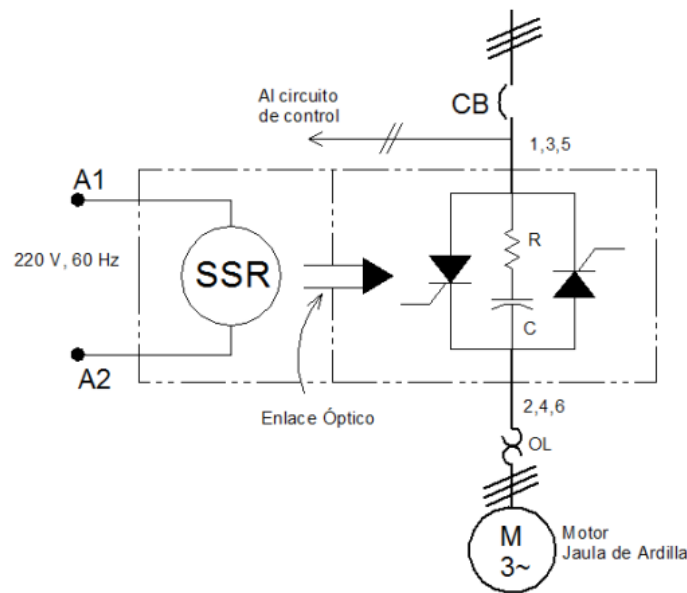 Al circuito
de control
CB
1,3,5
A1
220 V, 60 Hz
SSR
R
C
A2
Enlace Óptico
2,4,6
OL
M
3~
Motor
Jaula de Ardilla